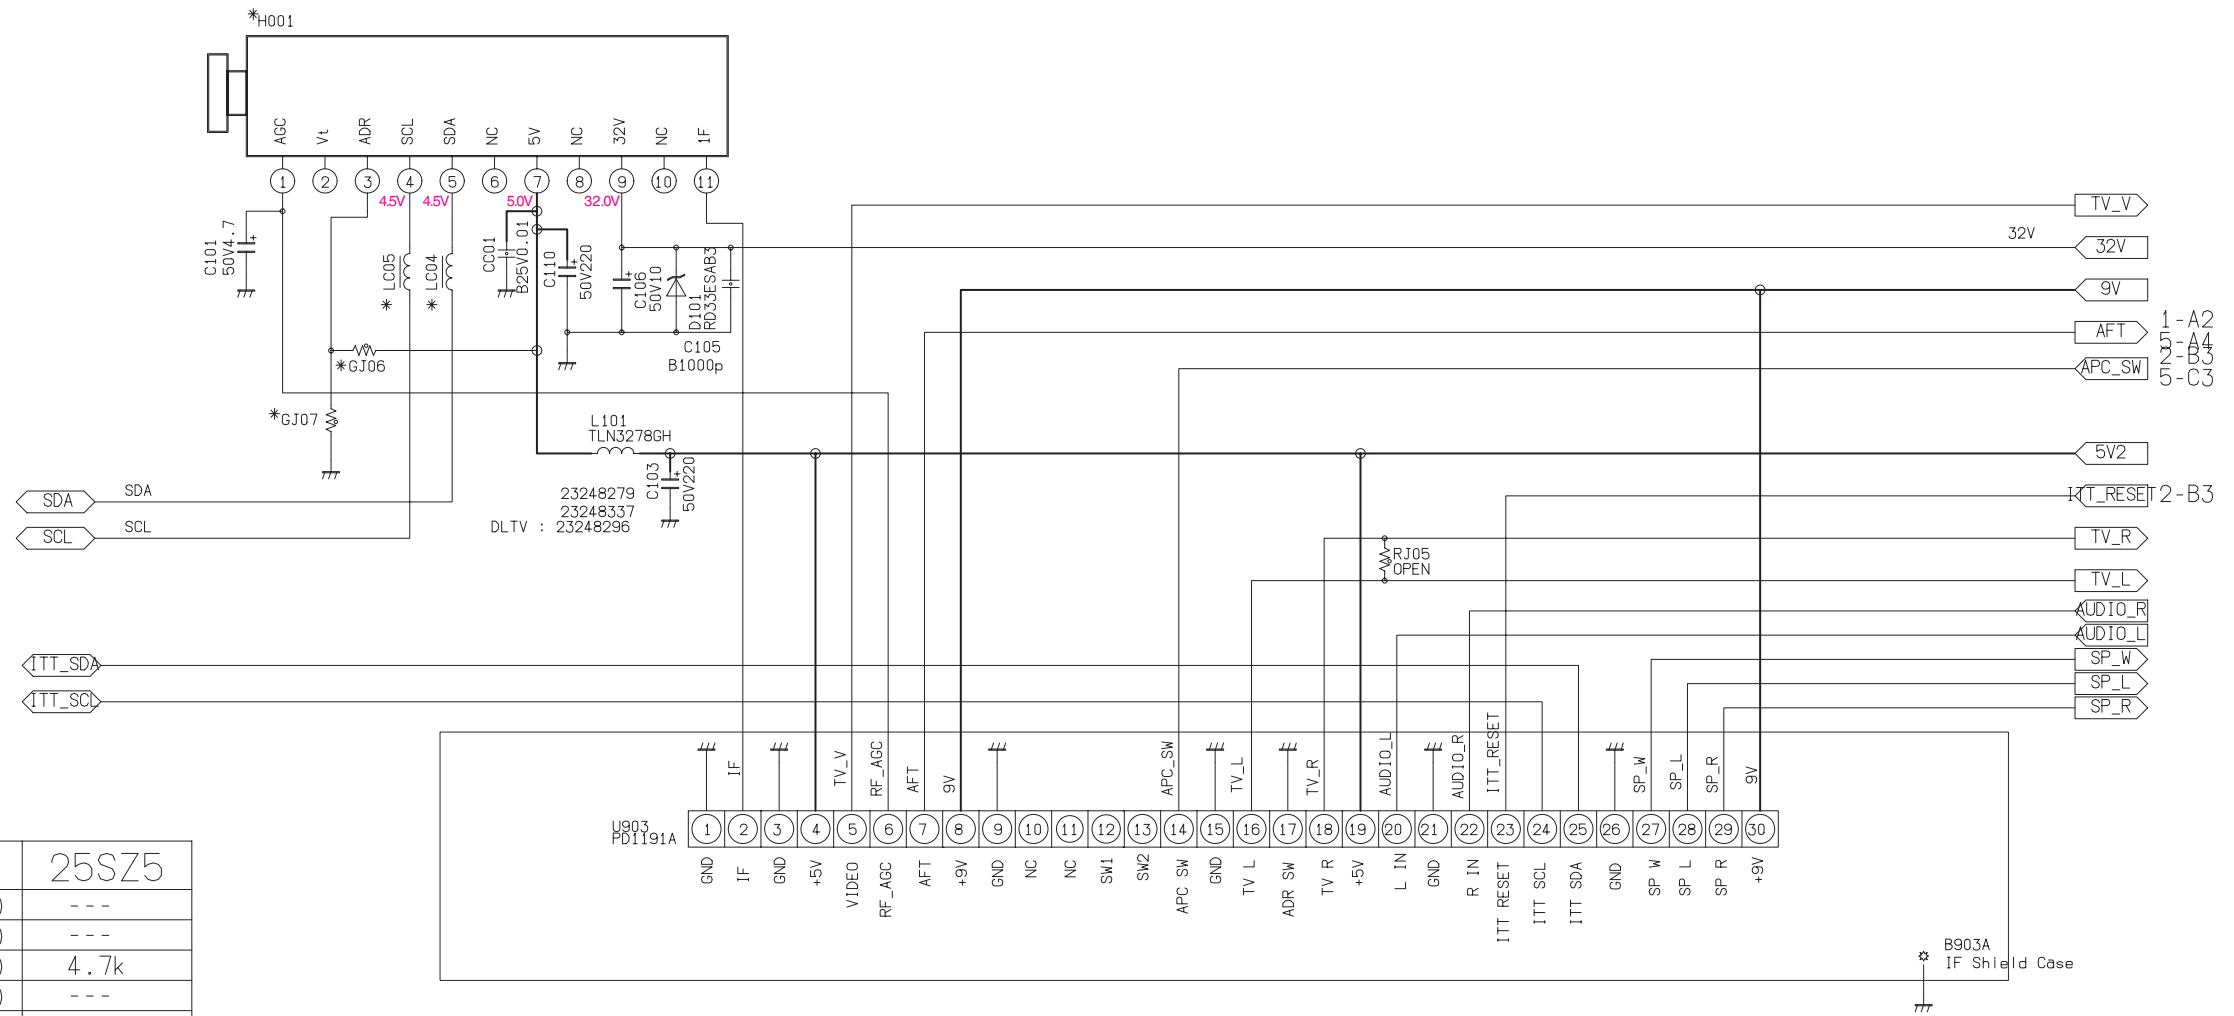 *H001
AGC Vt ADR SCL SDA NC 5V NC 32V NC 1F
1 2 3 4 5 6 7 8 9 10 11
4.5V 4.5V 5.0V 32.0V
C101
50V4.7
* LC05
* LC04
CC01
B25V0.01
C110
50V220
C106
50V10
D101
RD33ESAB3
C105
B1000p
*GJ06
*GJ07
L101
TLN3278GH
C103
50V220
23248279
23248337
DLTV : 23248296
SDA SDA
SCL SCL
ITT_SDA
ITT_SCL
TV_V
32V 32V
9V
AFT 1-A2
5-A4
APC_SW 2-B3
5-C3
5V2
ITT_RESET 2-B3
TV_R
RJ05
OPEN
TV_L
AUDIO_R
AUDIO_L
SP_W
SP_L
SP_R
IF TV_V RF_AGC AFT 9V APC_SW TV_L TV_R AUDIO_L AUDIO_R ITT_RESET SP_W SP_L SP_R 9V
U903
PD1191A
1 2 3 4 5 6 7 8 9 10 11 12 13 14 15 16 17 18 19 20 21 22 23 24 25 26 27 28 29 30
GND IF GND +5V VIDEO RF_AGC AFT +9V GND NC NC SW1 SW2 APC SW GND TV L ADR SW TV R +5V L IN GND R IN ITT RESET ITT SCL ITT SDA GND SP W SP L SP R +9V
B903A
IF Shield Case
25SZ5
) ---
) ---
) 4.7k
) ---